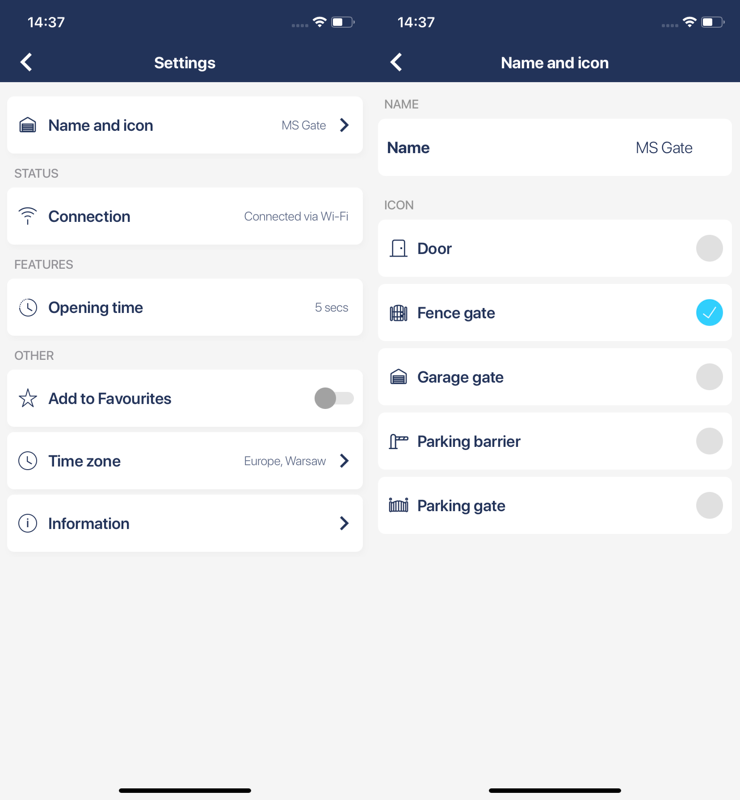 14:37
Settings
Name and icon MS Gate
STATUS
Connection Connected via Wi-Fi
FEATURES
Opening time 5 secs
OTHER
Add to Favourites
Time zone Europe, Warsaw
Information
14:37
Name and icon
NAME
Name MS Gate
ICON
Door
Fence gate
Garage gate
Parking barrier
Parking gate